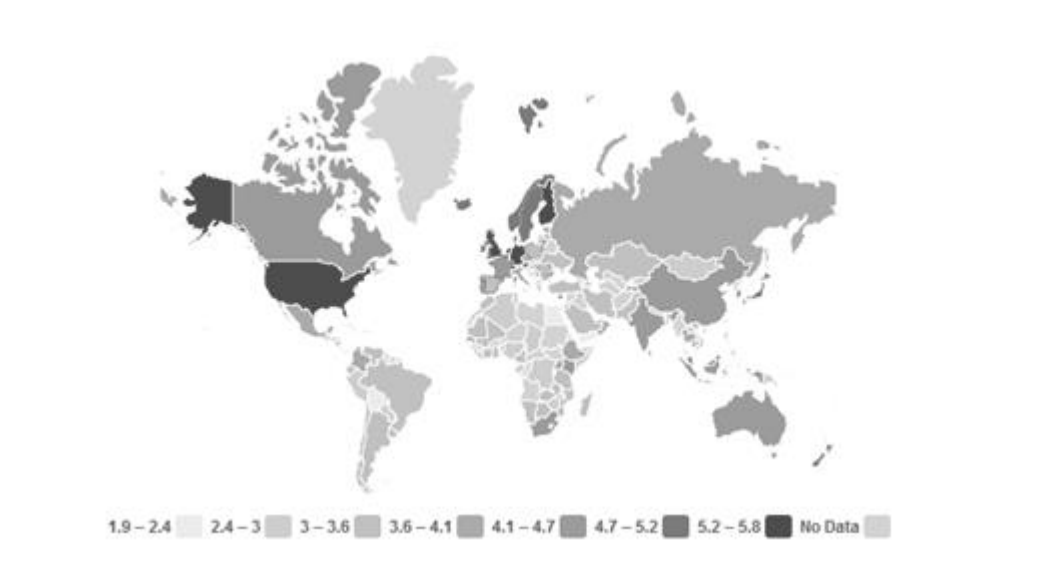 1.9 – 2.4 2.4 – 3 3 – 3.6 3.6 – 4.1 4.1 – 4.7 4.7 – 5.2 5.2 – 5.8 No Data